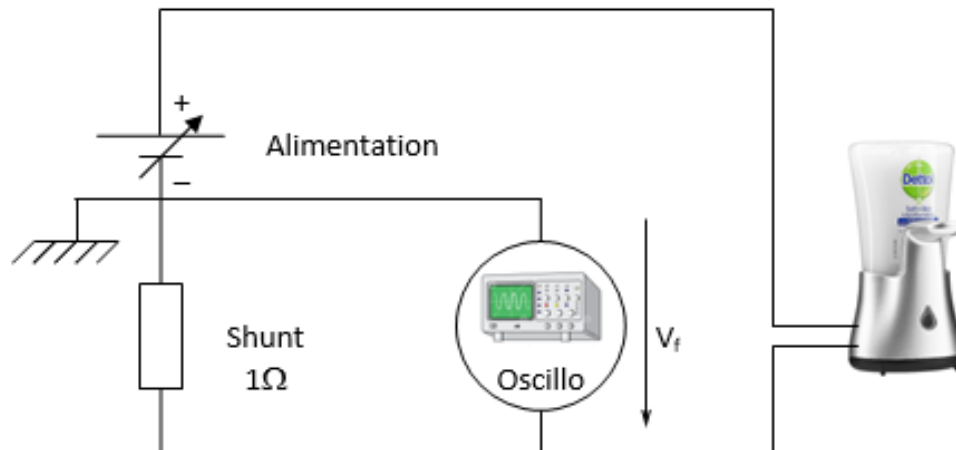 +
Alimentation
−
Dettol
Shunt
1Ω
Oscillo
V_f